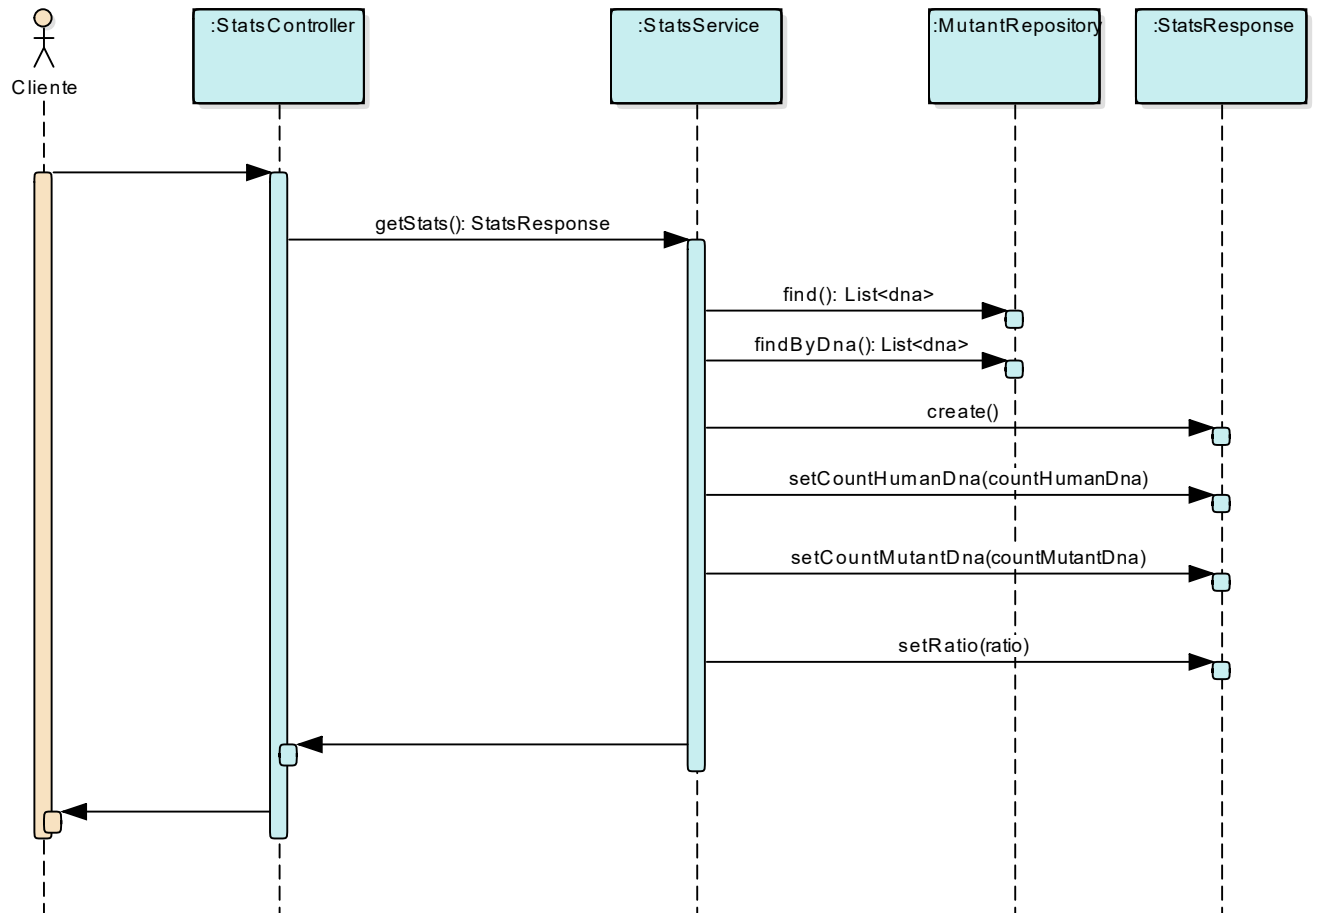 :StatsController
:StatsService
:MutantRepository
:StatsResponse
Cliente
getStats(): StatsResponse
find(): List<dna>
findByDna(): List<dna>
create()
setCountHumanDna(countHumanDna)
setCountMutantDna(countMutantDna)
setRatio(ratio)